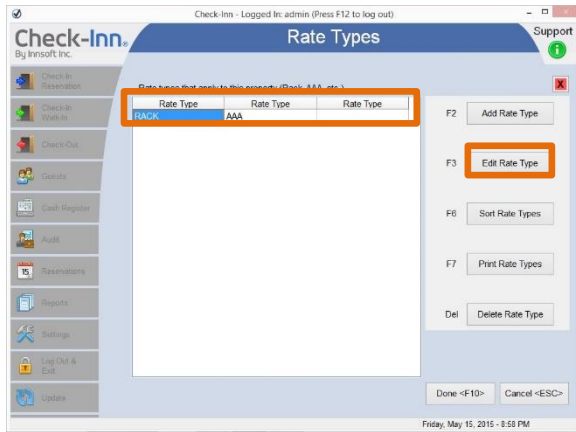 Check-Inn - Logged In: admin (Press F12 to log out)
Check-Inn®
By Innsoft Inc.
Rate Types
Support
Check-In
Reservation
Check-In
Walk-In
Check-Out
Guests
Cash Register
Audit
15
Reservations
Reports
Settings
Log Out &
Exit
Update
Rate types that apply to this property (Rack, AAA, etc.)
X
Rate Type Rate Type Rate Type
RACK AAA
F2 Add Rate Type
F3 Edit Rate Type
F6 Sort Rate Types
F7 Print Rate Types
Del Delete Rate Type
Done <F10> Cancel <ESC>
Friday, May 15, 2015 - 8:58 PM